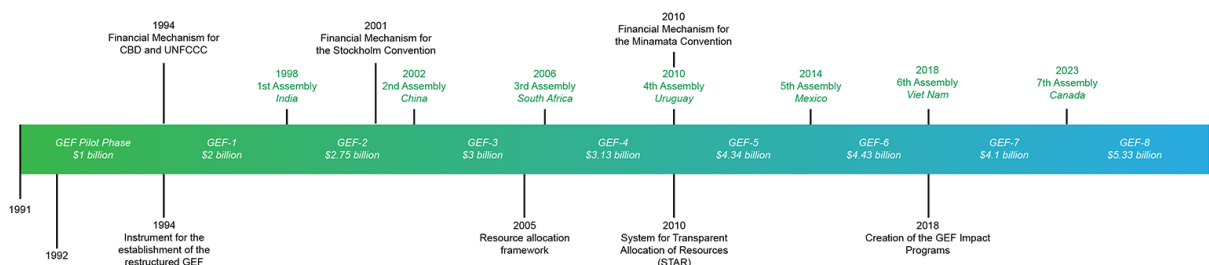 1994
Financial Mechanism for
CBD and UNFCCC
2001
Financial Mechanism for
the Stockholm Convention
2010
Financial Mechanism for
the Minamata Convention
1998
1st Assembly
India
2002
2nd Assembly
China
2006
3rd Assembly
South Africa
2010
4th Assembly
Uruguay
2014
5th Assembly
Mexico
2018
6th Assembly
Viet Nam
2023
7th Assembly
Canada
GEF Pilot Phase
$1 billion
GEF-1
$2 billion
GEF-2
$2.75 billion
GEF-3
$3 billion
GEF-4
$3.13 billion
GEF-5
$4.34 billion
GEF-6
$4.43 billion
GEF-7
$4.1 billion
GEF-8
$5.33 billion
1991
1992
1994
Instrument for the
establishment of the
restructured GEF
2005
Resource allocation
framework
2010
System for Transparent
Allocation of Resources
(STAR)
2018
Creation of the GEF Impact
Programs